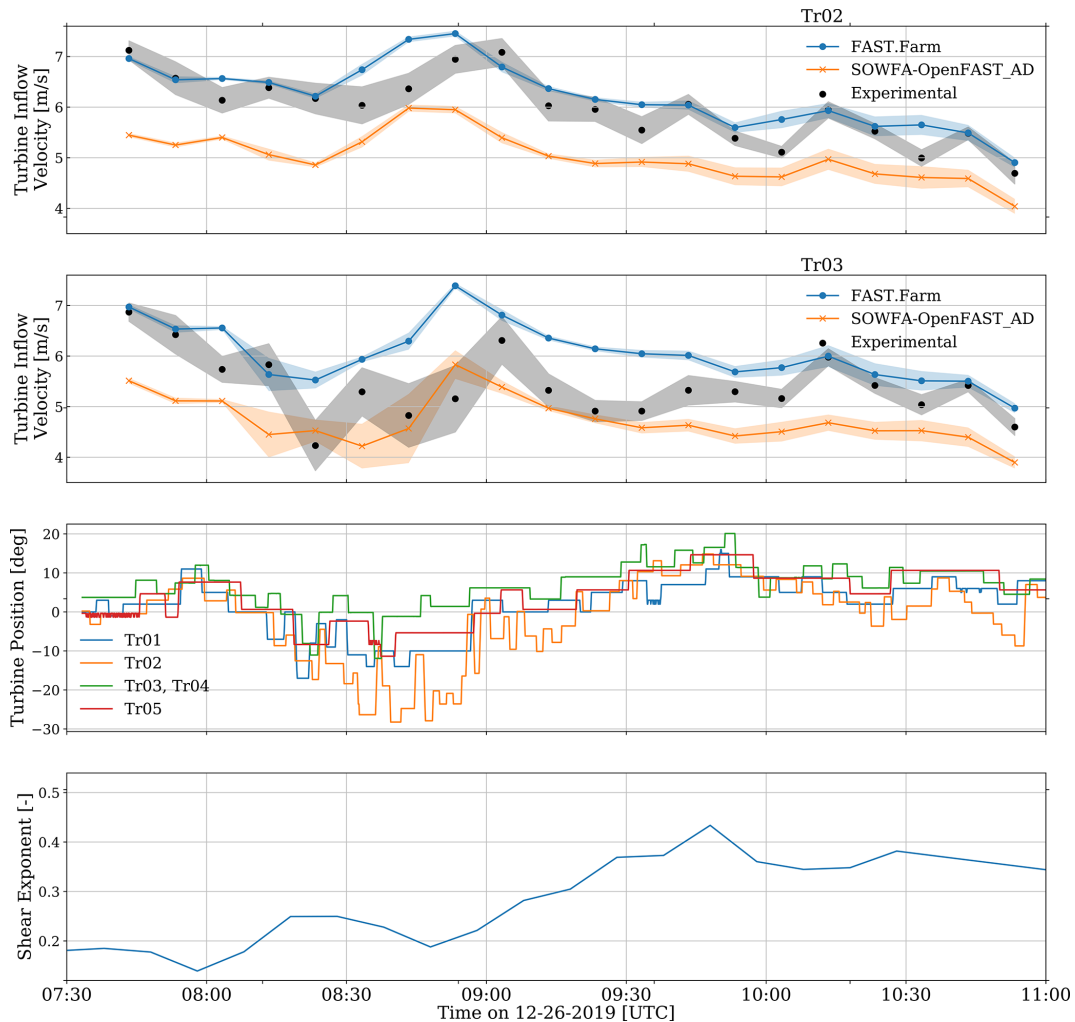 Tr02
7
6
5
4
Turbine Inflow
Velocity [m/s]
FAST.Farm
SOWFA-OpenFAST_AD
Experimental
Tr03
7
6
5
4
Turbine Inflow
Velocity [m/s]
FAST.Farm
SOWFA-OpenFAST_AD
Experimental
20
10
0
−10
−20
−30
Turbine Position [deg]
Tr01
Tr02
Tr03, Tr04
Tr05
0.5
0.4
0.3
0.2
Shear Exponent [-]
07:30 08:00 08:30 09:00 09:30 10:00 10:30 11:00
Time on 12-26-2019 [UTC]